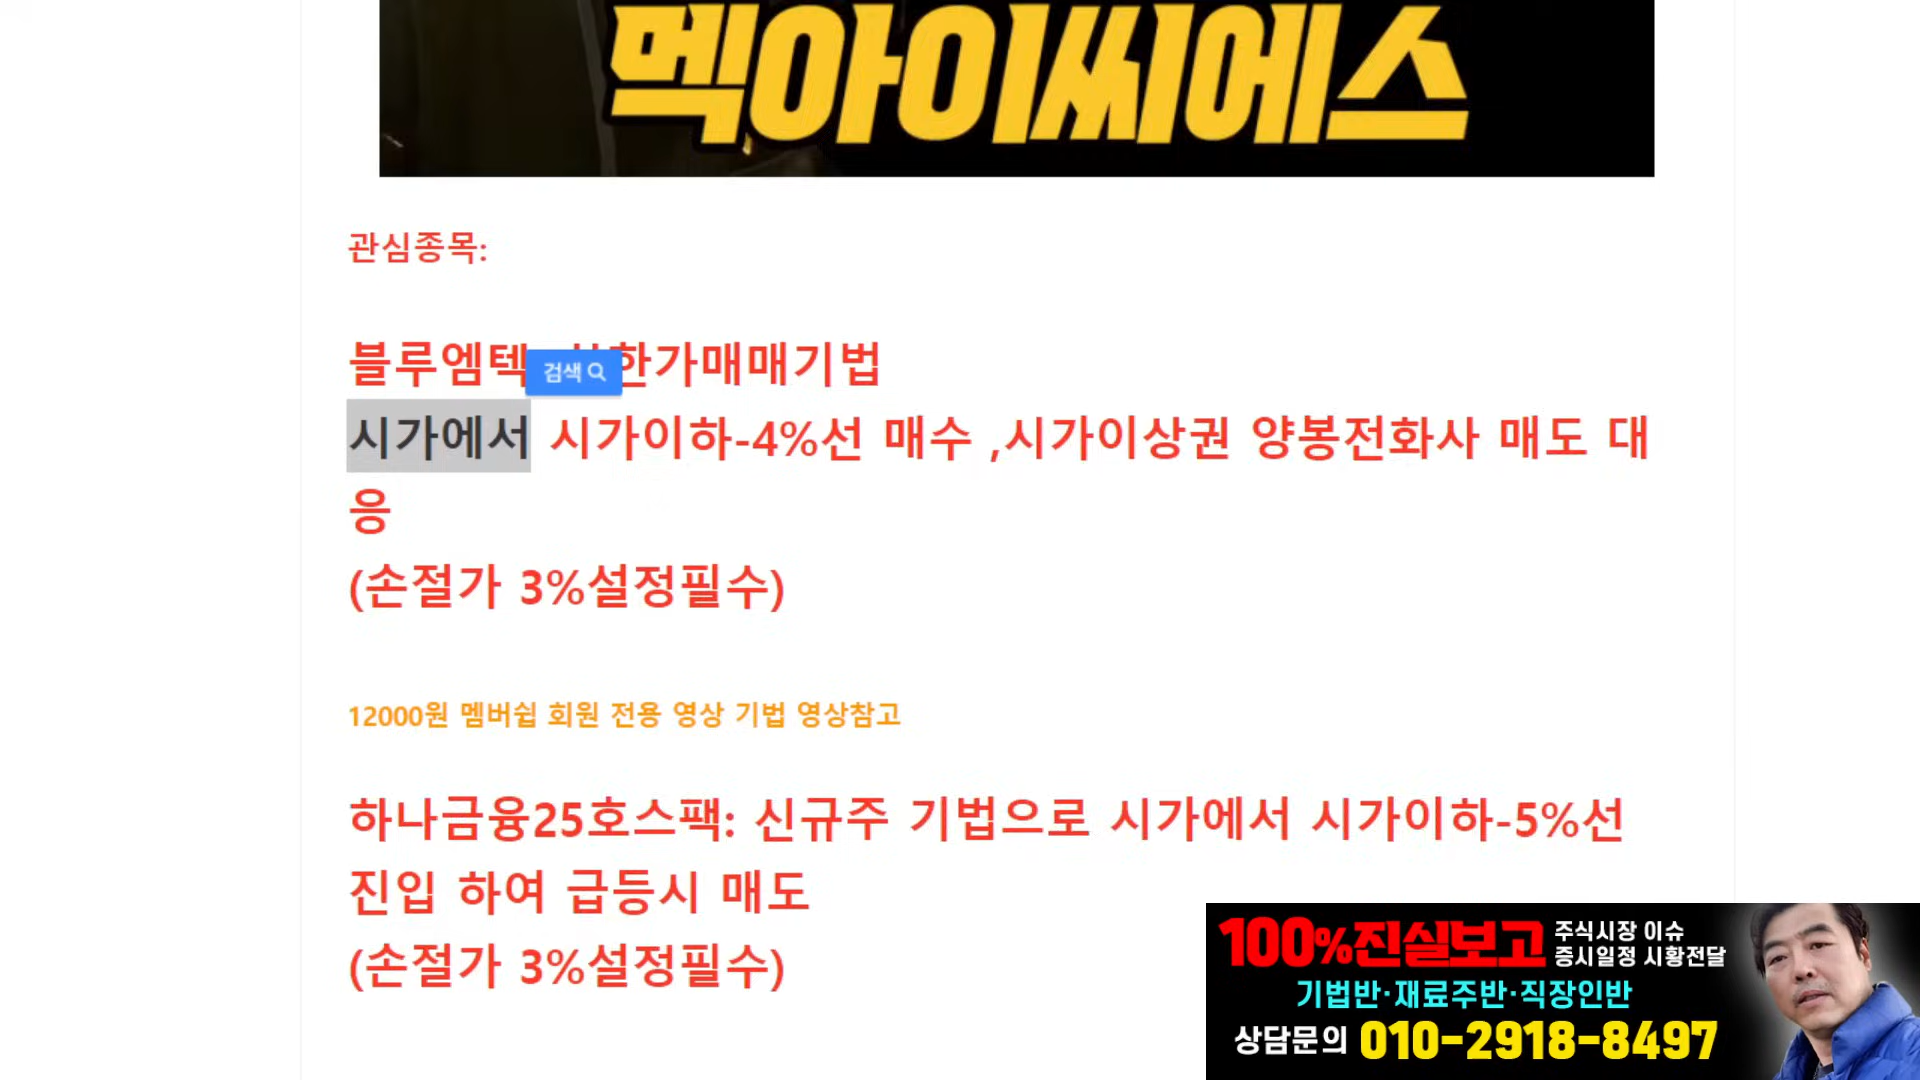 멕아이씨에스
관심종목:
블루엠텍 한가매매기법
검색
시가에서 시가이하-4%선 매수 ,시가이상권 양봉전화사 매도 대
응
(손절가 3%설정필수)
12000원 멤버쉽 회원 전용 영상 기법 영상참고
하나금융25호스팩: 신규주 기법으로 시가에서 시가이하-5%선
진입 하여 급등시 매도
(손절가 3%설정필수)
100%진실보고 주식시장 이슈
증시일정 시황전달
기법반·재료주반·직장인반
상담문의 010-2918-8497